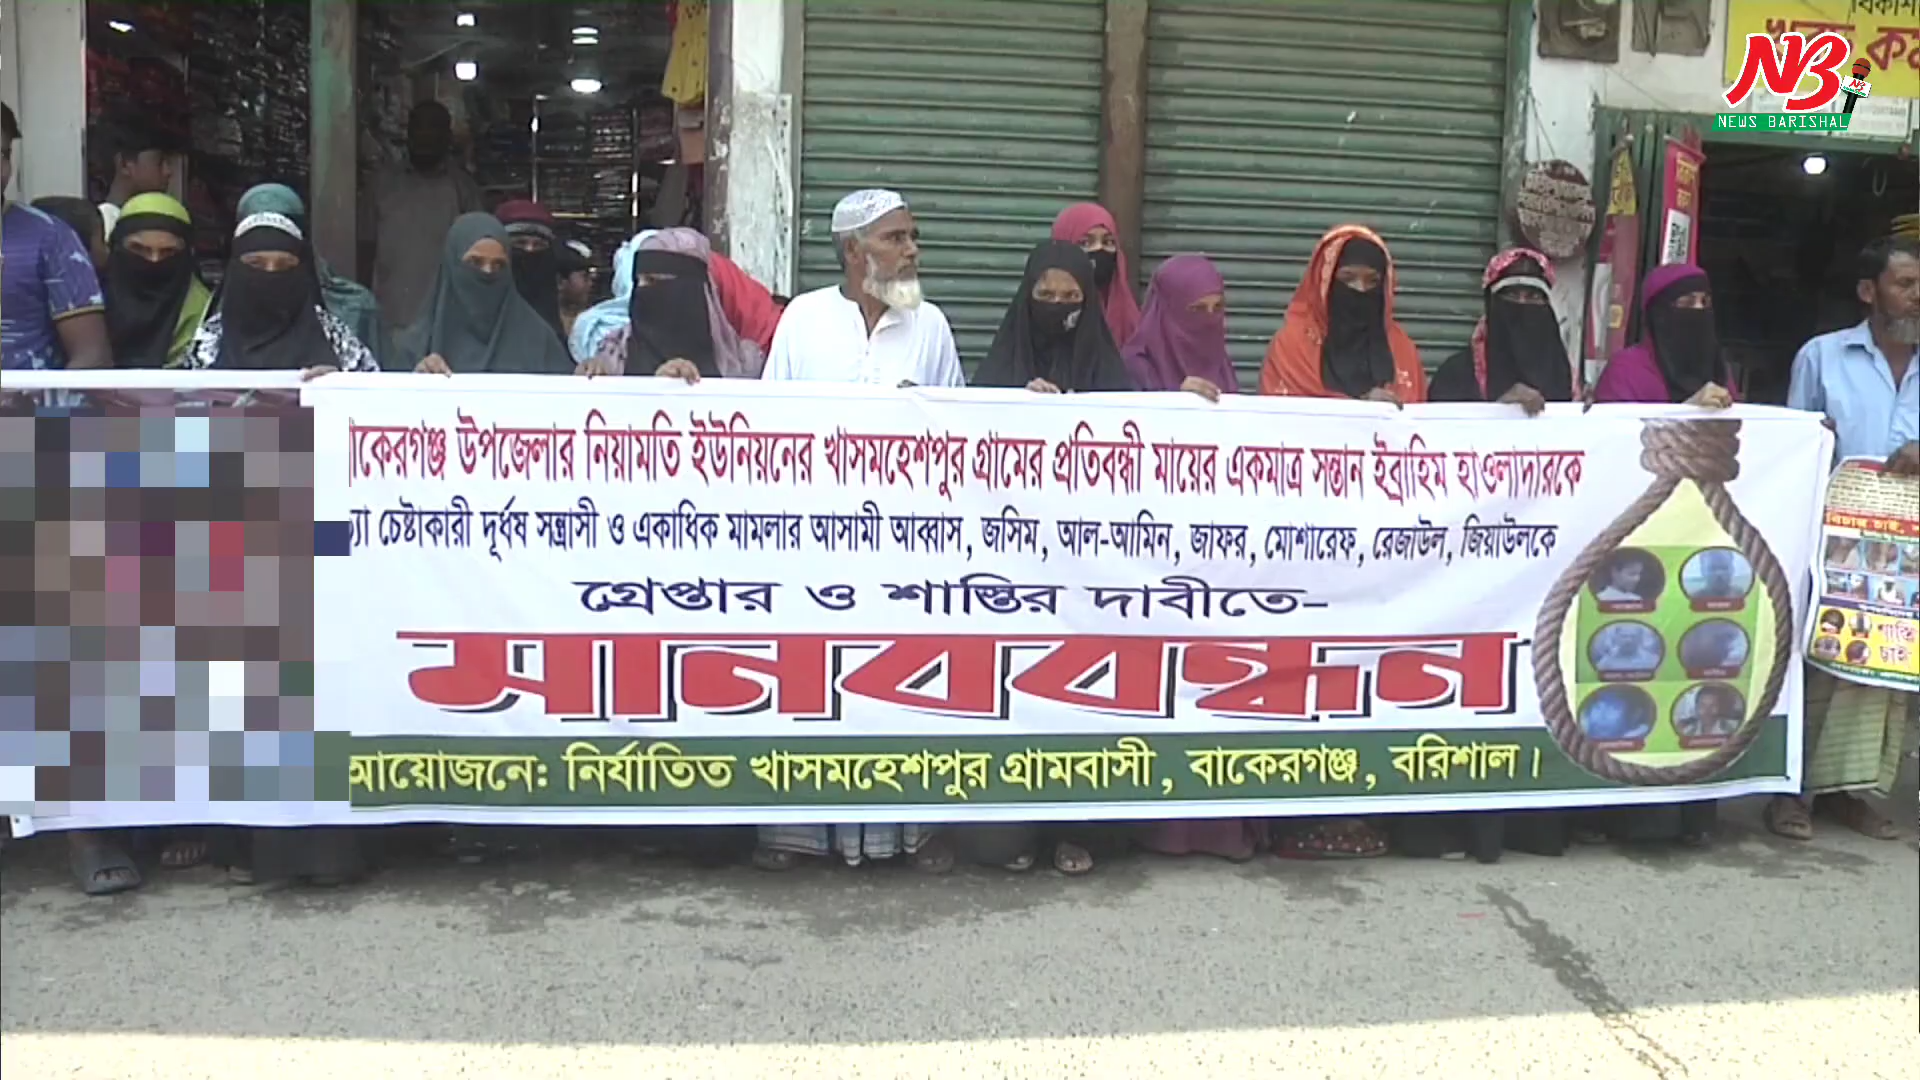 NB
NEWS BARISHAL
বাকেরগঞ্জ উপজেলার নিয়ামতি ইউনিয়নের খাসমহেশপুর গ্রামের প্রতিবন্ধী মায়ের একমাত্র সন্তান ইব্রাহিম হাওলাদারকে
চেষ্টাকারী দূর্ধষ সন্ত্রাসী ও একাধিক মামলার আসামী আব্বাস, জসিম, আল-আমিন, জাফর, মোশারেফ, রেজাউল, জিয়াউলকে
গ্রেপ্তার ও শাস্তির দাবীতে-
মানববন্ধন
আয়োজনে: নির্যাতিত খাসমহেশপুর গ্রামবাসী, বাকেরগঞ্জ, বরিশাল।
বিচার চাই,
শাস্তি
চাই